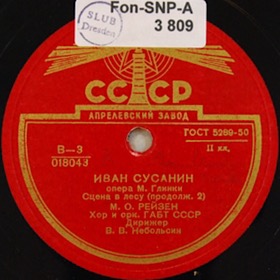 Fon-SNP-A
3 809
SLUB
Dresden
СССР
АПРЕЛЕВСКИЙ ЗАВОД
ГОСТ 5289-50
В—3
018043
II кл.
ИВАН СУСАНИН
опера М. Глинки
Сцена в лесу (продолж. 2)
М. О. РЕЙЗЕН
Хор и орк. ГАБТ СССР
Дирижер
В. В. Небольсин